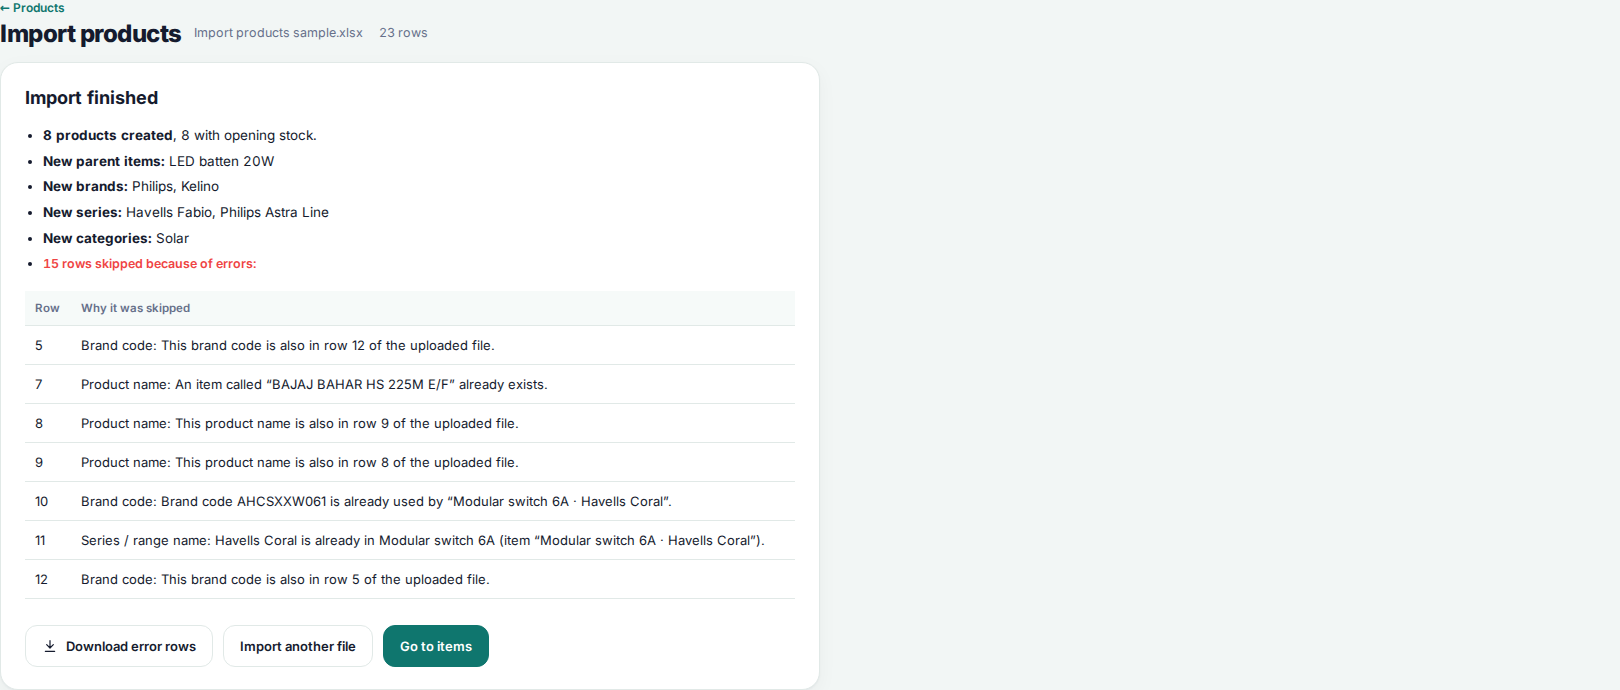 ← Products
Import products Import products sample.xlsx 23 rows
Import finished
• 8 products created, 8 with opening stock.
• New parent items: LED batten 20W
• New brands: Philips, Kelino
• New series: Havells Fabio, Philips Astra Line
• New categories: Solar
• 15 rows skipped because of errors:
Row Why it was skipped
5 Brand code: This brand code is also in row 12 of the uploaded file.
7 Product name: An item called “BAJAJ BAHAR HS 225M E/F” already exists.
8 Product name: This product name is also in row 9 of the uploaded file.
9 Product name: This product name is also in row 8 of the uploaded file.
10 Brand code: Brand code AHCSXXW061 is already used by “Modular switch 6A · Havells Coral”.
11 Series / range name: Havells Coral is already in Modular switch 6A (item “Modular switch 6A · Havells Coral”).
12 Brand code: This brand code is also in row 5 of the uploaded file.
Download error rows Import another file Go to items